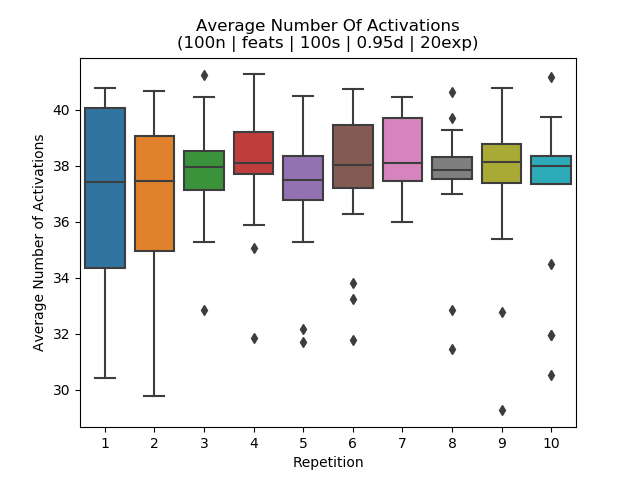 Average Number Of Activations
(100n | feats | 100s | 0.95d | 20exp)
Average Number of Activations
40
38
36
34
32
30
1 2 3 4 5 6 7 8 9 10
Repetition